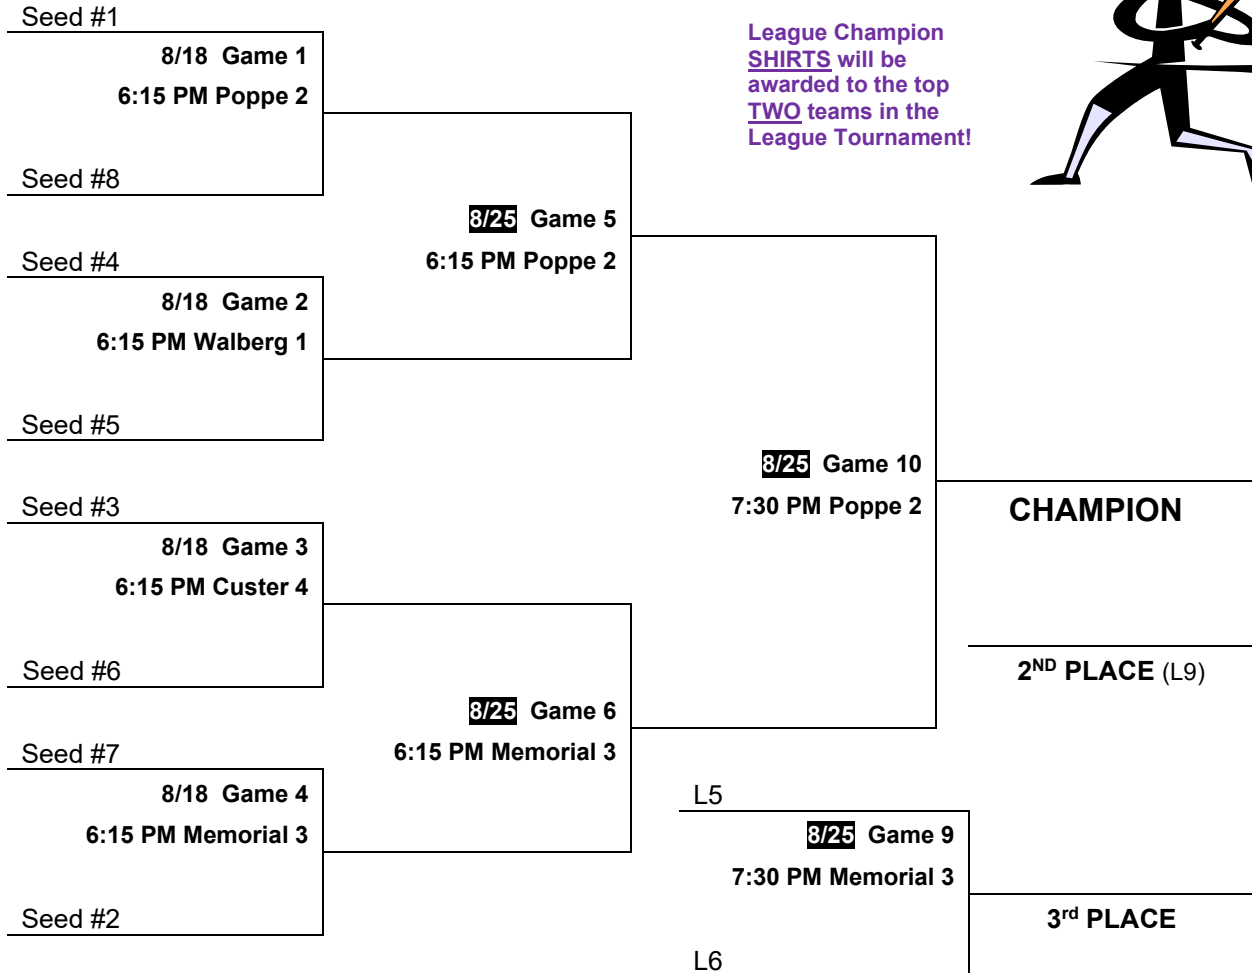 Seed #1
8/18 Game 1
6:15 PM Poppe 2
Seed #8
League Champion
SHIRTS will be
awarded to the top
TWO teams in the
League Tournament!
8/25 Game 5
6:15 PM Poppe 2
Seed #4
8/18 Game 2
6:15 PM Walberg 1
Seed #5
8/25 Game 10
7:30 PM Poppe 2
CHAMPION
Seed #3
8/18 Game 3
6:15 PM Custer 4
Seed #6
2ND PLACE (L9)
8/25 Game 6
6:15 PM Memorial 3
Seed #7
8/18 Game 4
6:15 PM Memorial 3
Seed #2
L5
8/25 Game 9
7:30 PM Memorial 3
3rd PLACE
L6